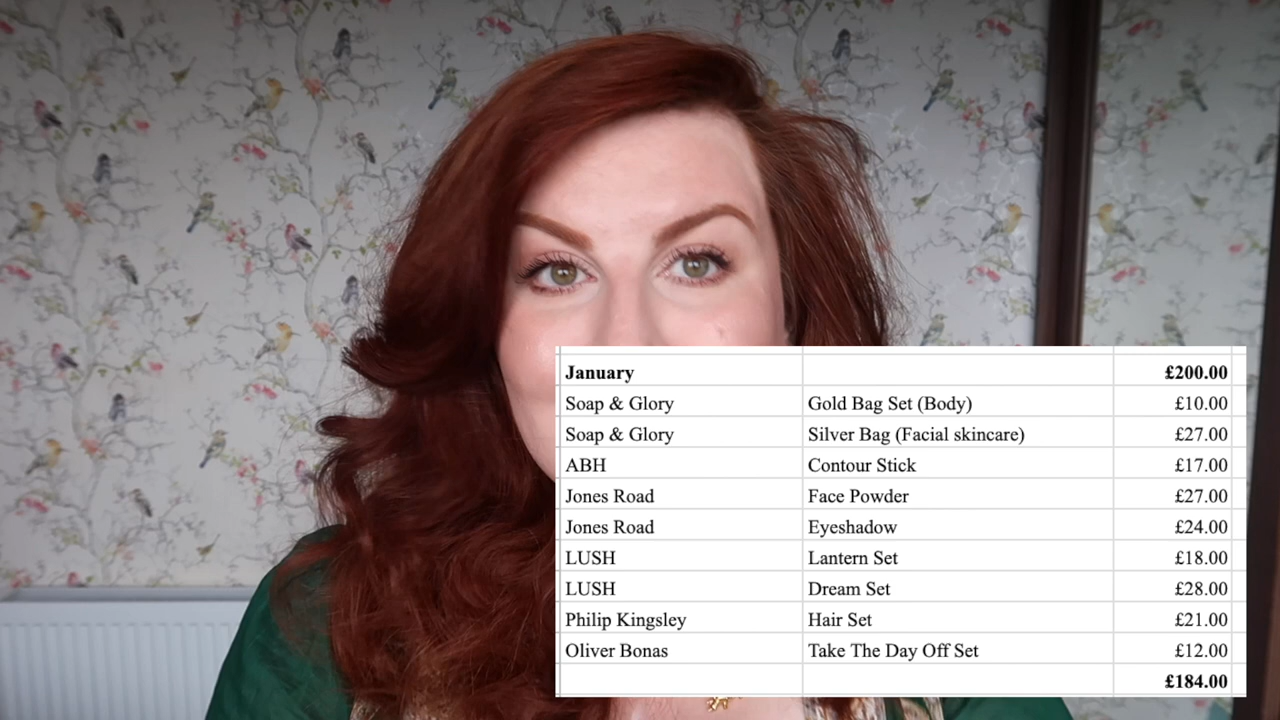 January £200.00
Soap & Glory Gold Bag Set (Body) £10.00
Soap & Glory Silver Bag (Facial skincare) £27.00
ABH Contour Stick £17.00
Jones Road Face Powder £27.00
Jones Road Eyeshadow £24.00
LUSH Lantern Set £18.00
LUSH Dream Set £28.00
Philip Kingsley Hair Set £21.00
Oliver Bonas Take The Day Off Set £12.00
£184.00